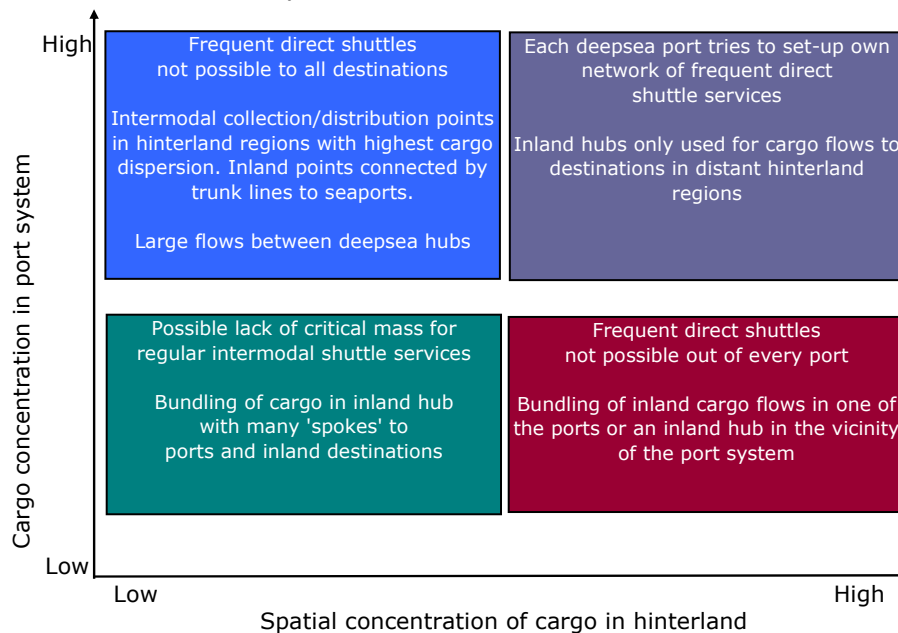 High
Frequent direct shuttles
not possible to all destinations
Intermodal collection/distribution points
in hinterland regions with highest cargo
dispersion. Inland points connected by
trunk lines to seaports.
Large flows between deepsea hubs
Each deepsea port tries to set-up own
network of frequent direct
shuttle services
Inland hubs only used for cargo flows to
destinations in distant hinterland
regions
Cargo concentration in port system
Possible lack of critical mass for
regular intermodal shuttle services
Bundling of cargo in inland hub
with many 'spokes' to
ports and inland destinations
Frequent direct shuttles
not possible out of every port
Bundling of inland cargo flows in one of
the ports or an inland hub in the vicinity
of the port system
Low
Low
High
Spatial concentration of cargo in hinterland